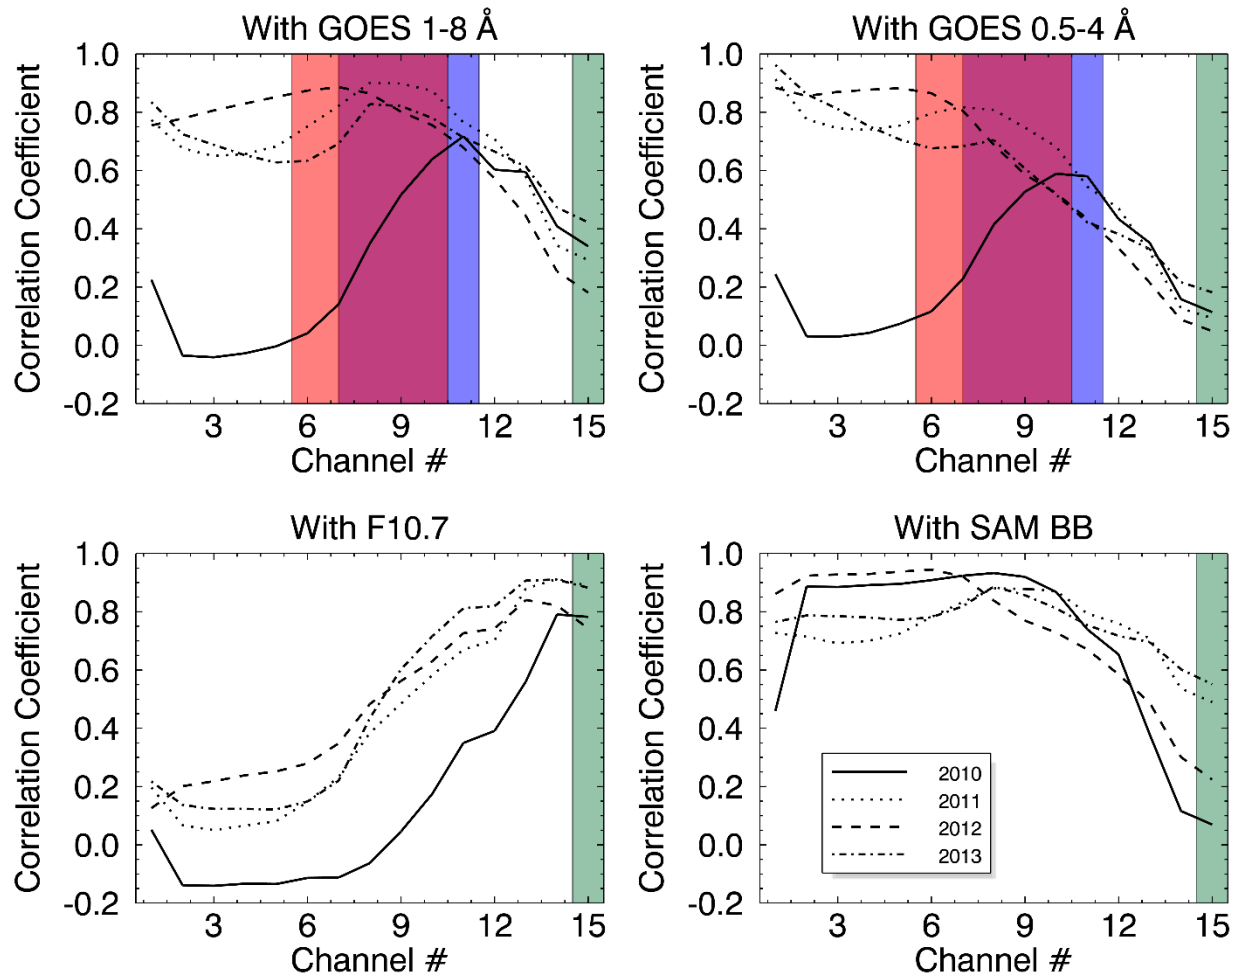 With GOES 1-8 Å
Correlation Coefficient
1.0
0.8
0.6
0.4
0.2
0.0
-0.2
3 6 9 12 15
Channel #
With GOES 0.5-4 Å
Correlation Coefficient
1.0
0.8
0.6
0.4
0.2
0.0
-0.2
3 6 9 12 15
Channel #
With F10.7
Correlation Coefficient
1.0
0.8
0.6
0.4
0.2
0.0
-0.2
3 6 9 12 15
Channel #
With SAM BB
Correlation Coefficient
1.0
0.8
0.6
0.4
0.2
0.0
-0.2
2010
2011
2012
2013
3 6 9 12 15
Channel #